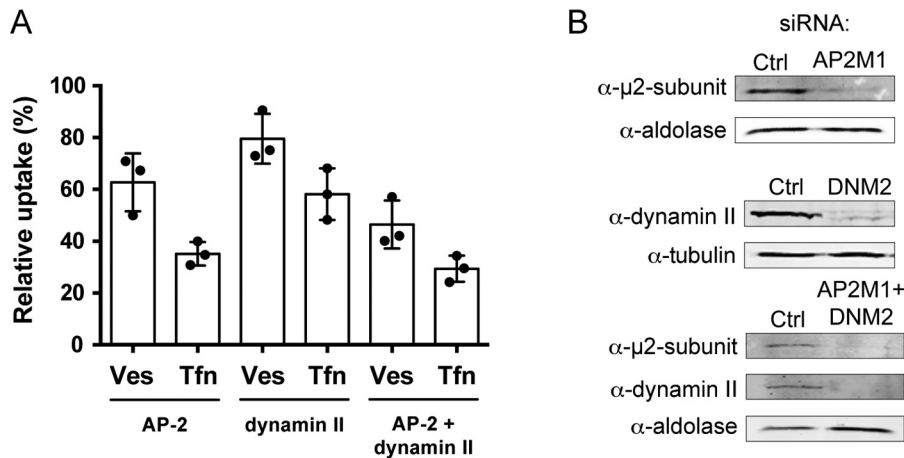 A
Relative uptake (%)
100
80
60
40
20
0
Ves Tfn Ves Tfn Ves Tfn
AP-2 dynamin II AP-2 +
dynamin II
B
siRNA:
Ctrl AP2M1
α-μ2-subunit
α-aldolase
Ctrl DNM2
α-dynamin II
α-tubulin
AP2M1+
Ctrl DNM2
α-μ2-subunit
α-dynamin II
α-aldolase